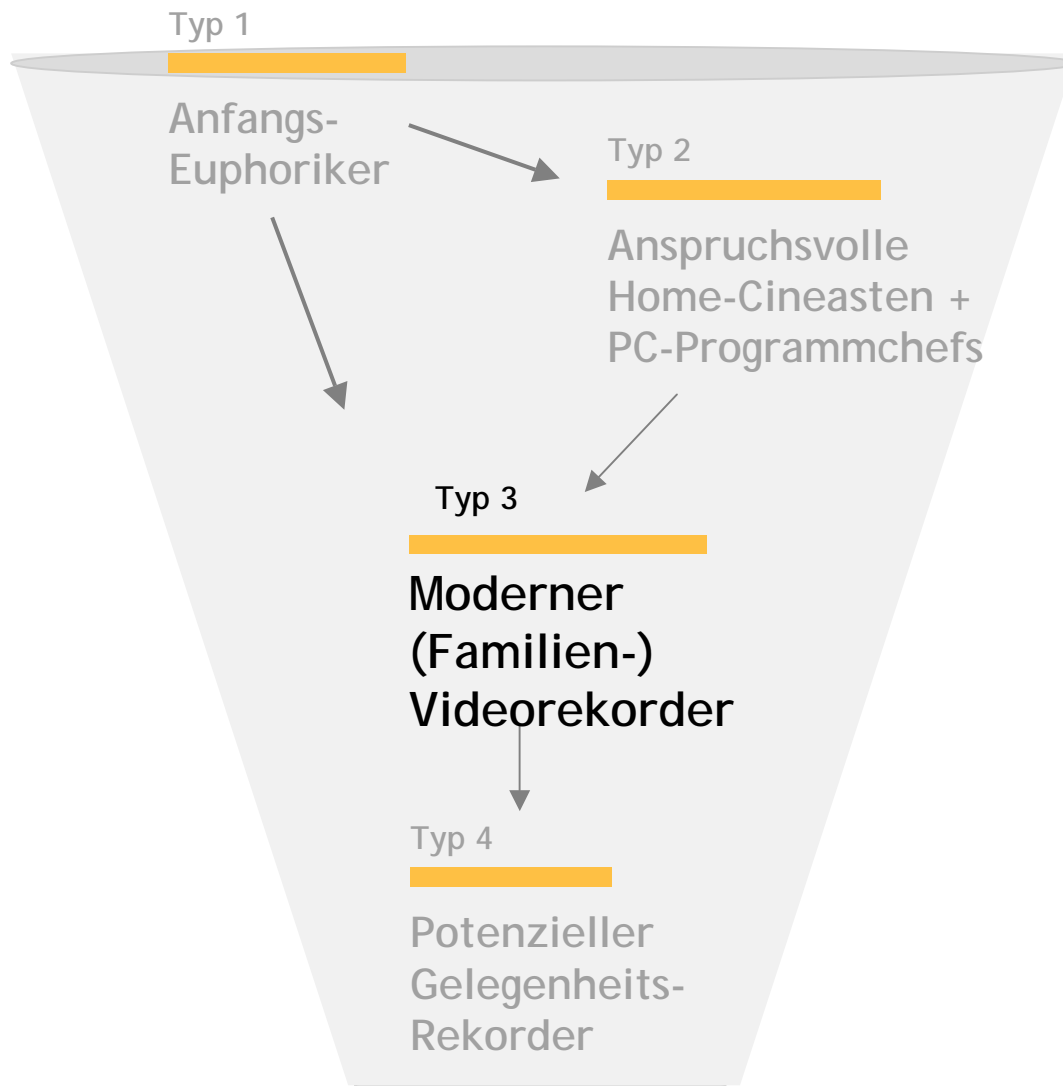 Typ 1
Anfangs-
Euphoriker
Typ 2
Anspruchsvolle
Home-Cineasten +
PC-Programmchefs
Typ 3
Moderner
(Familien-)
Videorekorder
Typ 4
Potenzieller
Gelegenheits-
Rekorder